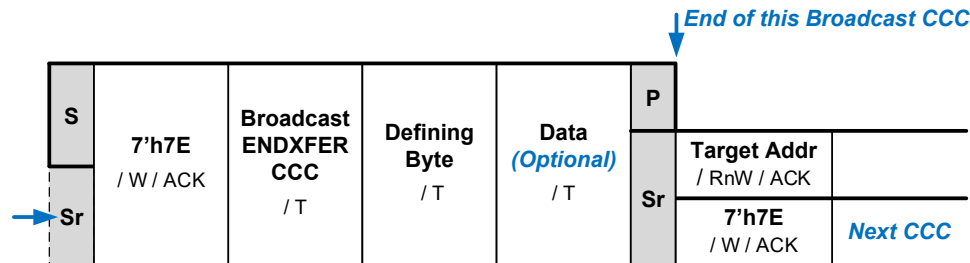 End of this Broadcast CCC
S
Sr
7'h7E
/ W / ACK
Broadcast
ENDXFER
CCC
/ T
Defining
Byte
/ T
Data
(Optional)
/ T
P
Sr
Target Addr
/ RnW / ACK
7'h7E
/ W / ACK
Next CCC